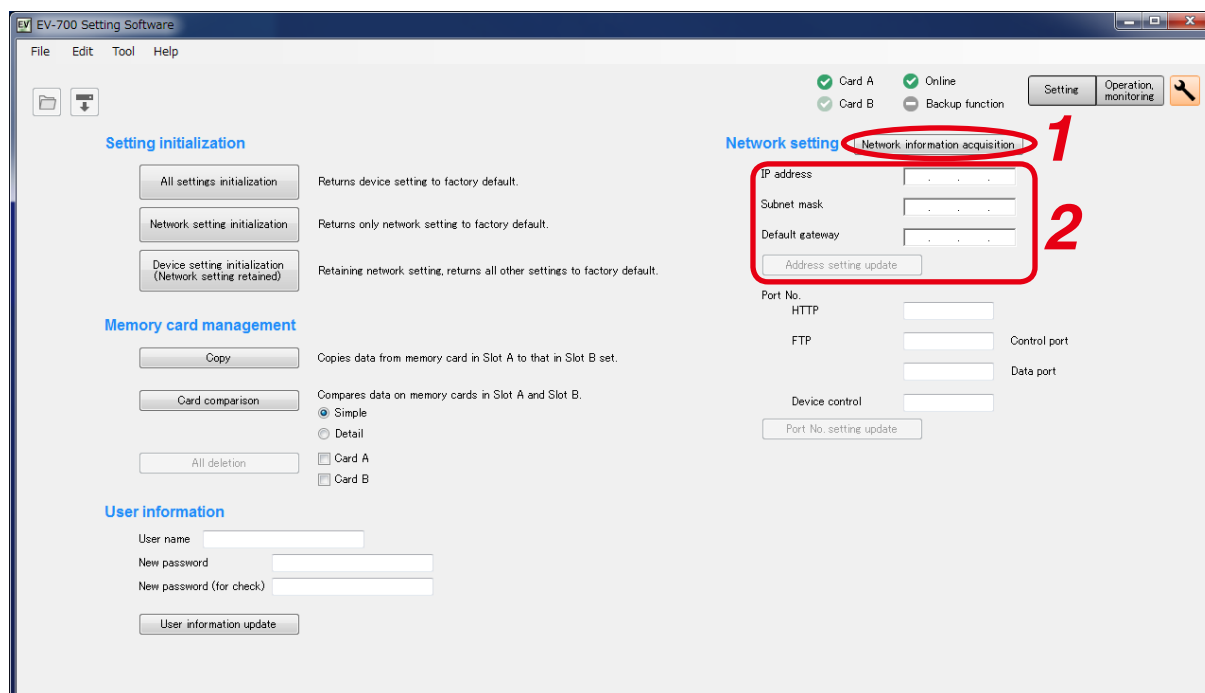 EV EV-700 Setting Software
File Edit Tool Help
Card A Online
Card B Backup function
Setting
Operation,
monitoring
Setting initialization
All settings initialization Returns device setting to factory default.
Network setting initialization Returns only network setting to factory default.
Device setting initialization
(Network setting retained)
Retaining network setting, returns all other settings to factory default.
Memory card management
Copy Copies data from memory card in Slot A to that in Slot B set.
Card comparison Compares data on memory cards in Slot A and Slot B.
Simple
Detail
All deletion
Card A
Card B
User information
User name
New password
New password (for check)
User information update
Network setting Network information acquisition 1
IP address . . .
Subnet mask . . .
Default gateway . . .
2
Address setting update
Port No.
HTTP
FTP Control port
Data port
Device control
Port No. setting update